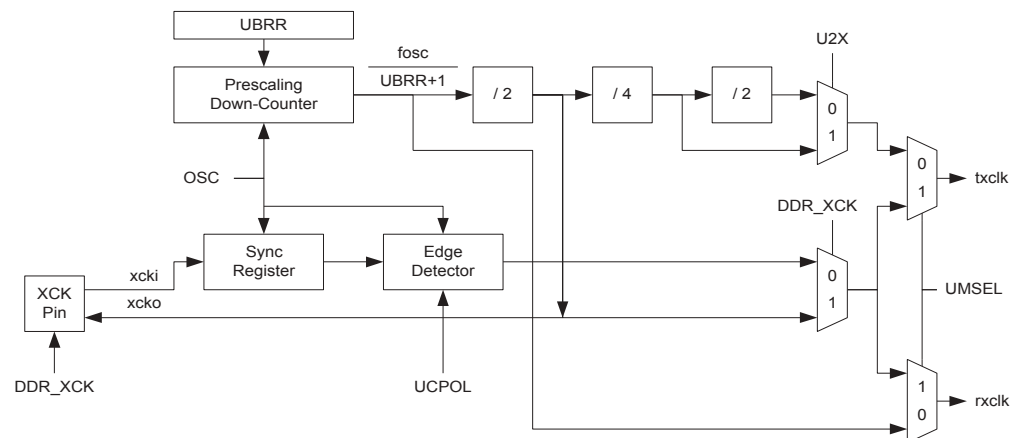 UBRR
Prescaling
Down-Counter
fosc
UBRR+1
/ 2
/ 4
/ 2
U2X
0
1
0
1
txclk
OSC
DDR_XCK
Sync
Register
Edge
Detector
0
1
UMSEL
XCK
Pin
xcki
xcko
DDR_XCK
UCPOL
1
0
rxclk